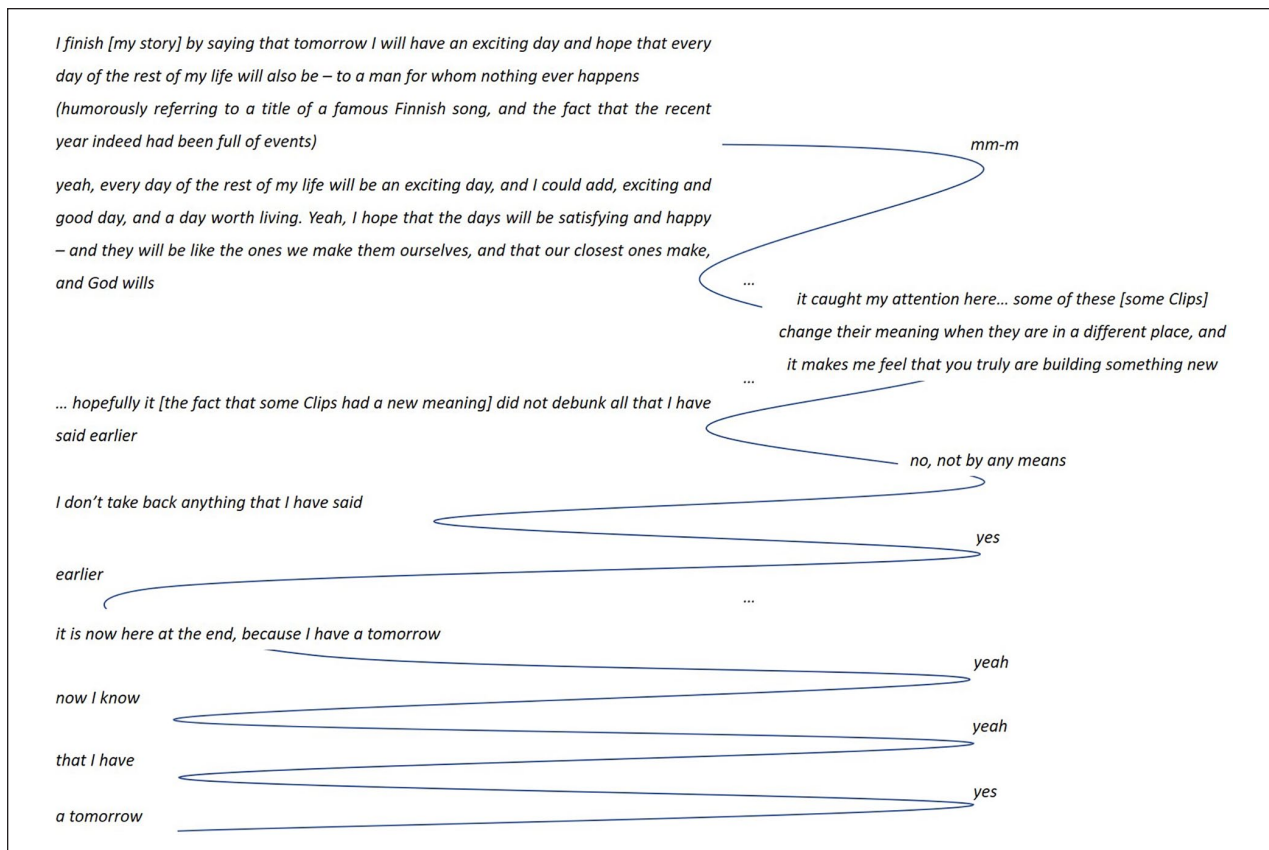 I finish [my story] by saying that tomorrow I will have an exciting day and hope that every
day of the rest of my life will also be – to a man for whom nothing ever happens
(humorously referring to a title of a famous Finnish song, and the fact that the recent
year indeed had been full of events)
mm-m
yeah, every day of the rest of my life will be an exciting day, and I could add, exciting and
good day, and a day worth living. Yeah, I hope that the days will be satisfying and happy
– and they will be like the ones we make them ourselves, and that our closest ones make,
and God wills
...
it caught my attention here... some of these [some Clips]
change their meaning when they are in a different place, and
it makes me feel that you truly are building something new
...
... hopefully it [the fact that some Clips had a new meaning] did not debunk all that I have
said earlier
no, not by any means
I don't take back anything that I have said
yes
earlier
...
it is now here at the end, because I have a tomorrow
yeah
now I know
yeah
that I have
yes
a tomorrow